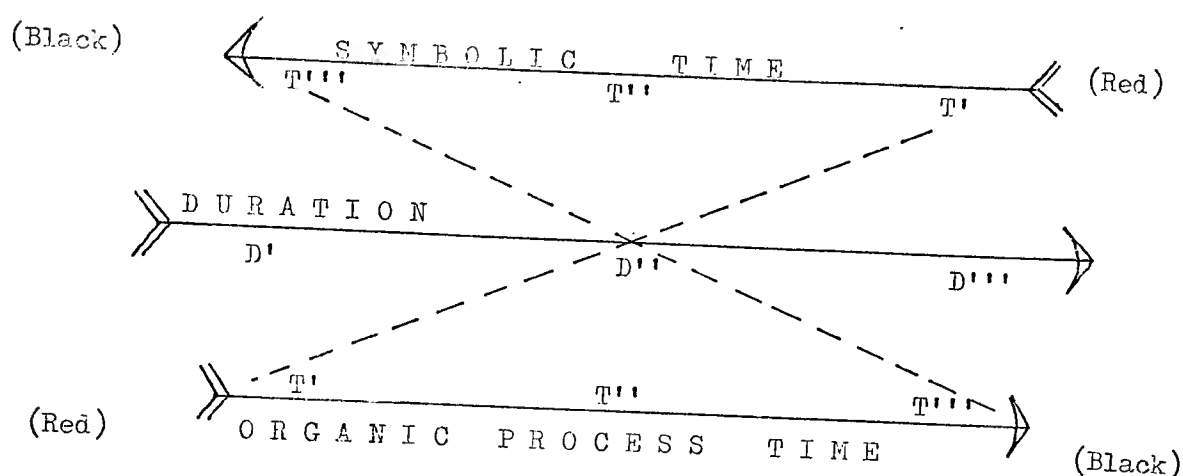 (Black) SYMBOLIC TIME (Red)
T''' T'' T'
DURATION
D' D'' D'''
T' T'' T'''
(Red) ORGANIC PROCESS TIME (Black)